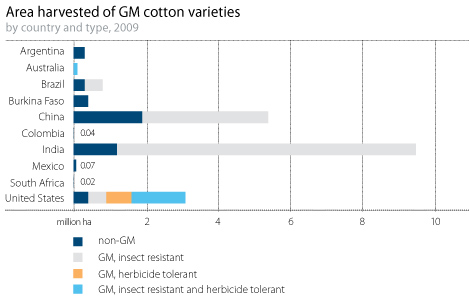 Area harvested of GM cotton varieties
by country and type, 2009
Argentina
Australia
Brazil
Burkina Faso
China
Colombia 0.04
India
Mexico 0.07
South Africa 0.02
United States
million ha 2 4 6 8 10
non-GM
GM, insect resistant
GM, herbicide tolerant
GM, insect resistant and herbicide tolerant